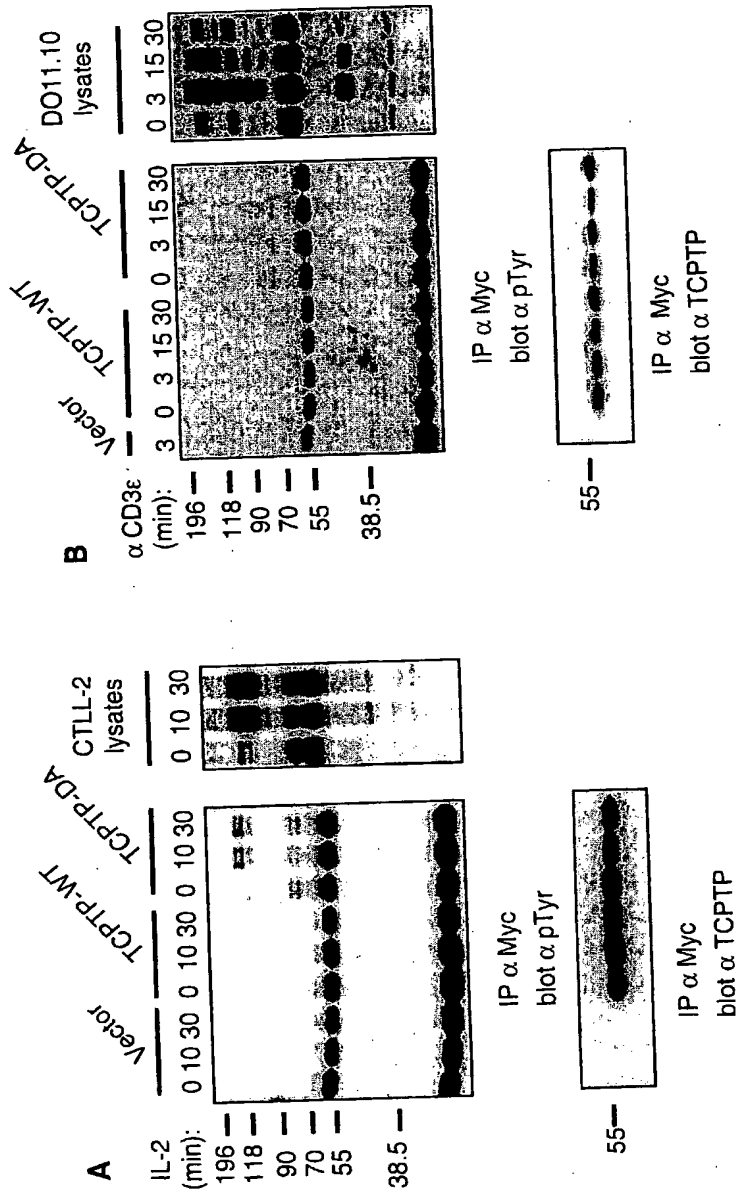 A
IL-2
(min):
Vector
TCPTP-WT
TCPTP-DA
CTLL-2
lysates
0 10 30 0 10 30 0 10 30
0 10 30
196
118
90
70
55
38.5
IP α Myc
blot α pTyr
55
IP α Myc
blot α TCPTP
B
α CD3ε
(min):
Vector
TCPTP-WT
TCPTP-DA
DO11.10
lysates
3 0 3 15 30 0 3 15 30
0 3 15 30
196
118
90
70
55
38.5
IP α Myc
blot α pTyr
55
IP α Myc
blot α TCPTP